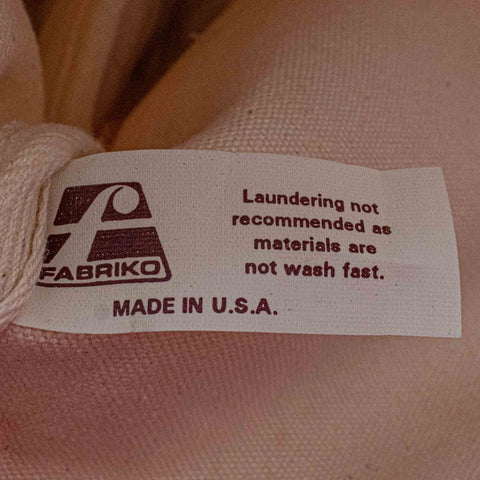 FABRIKO
MADE IN U.S.A.
Laundering not
recommended as
materials are
not wash fast.